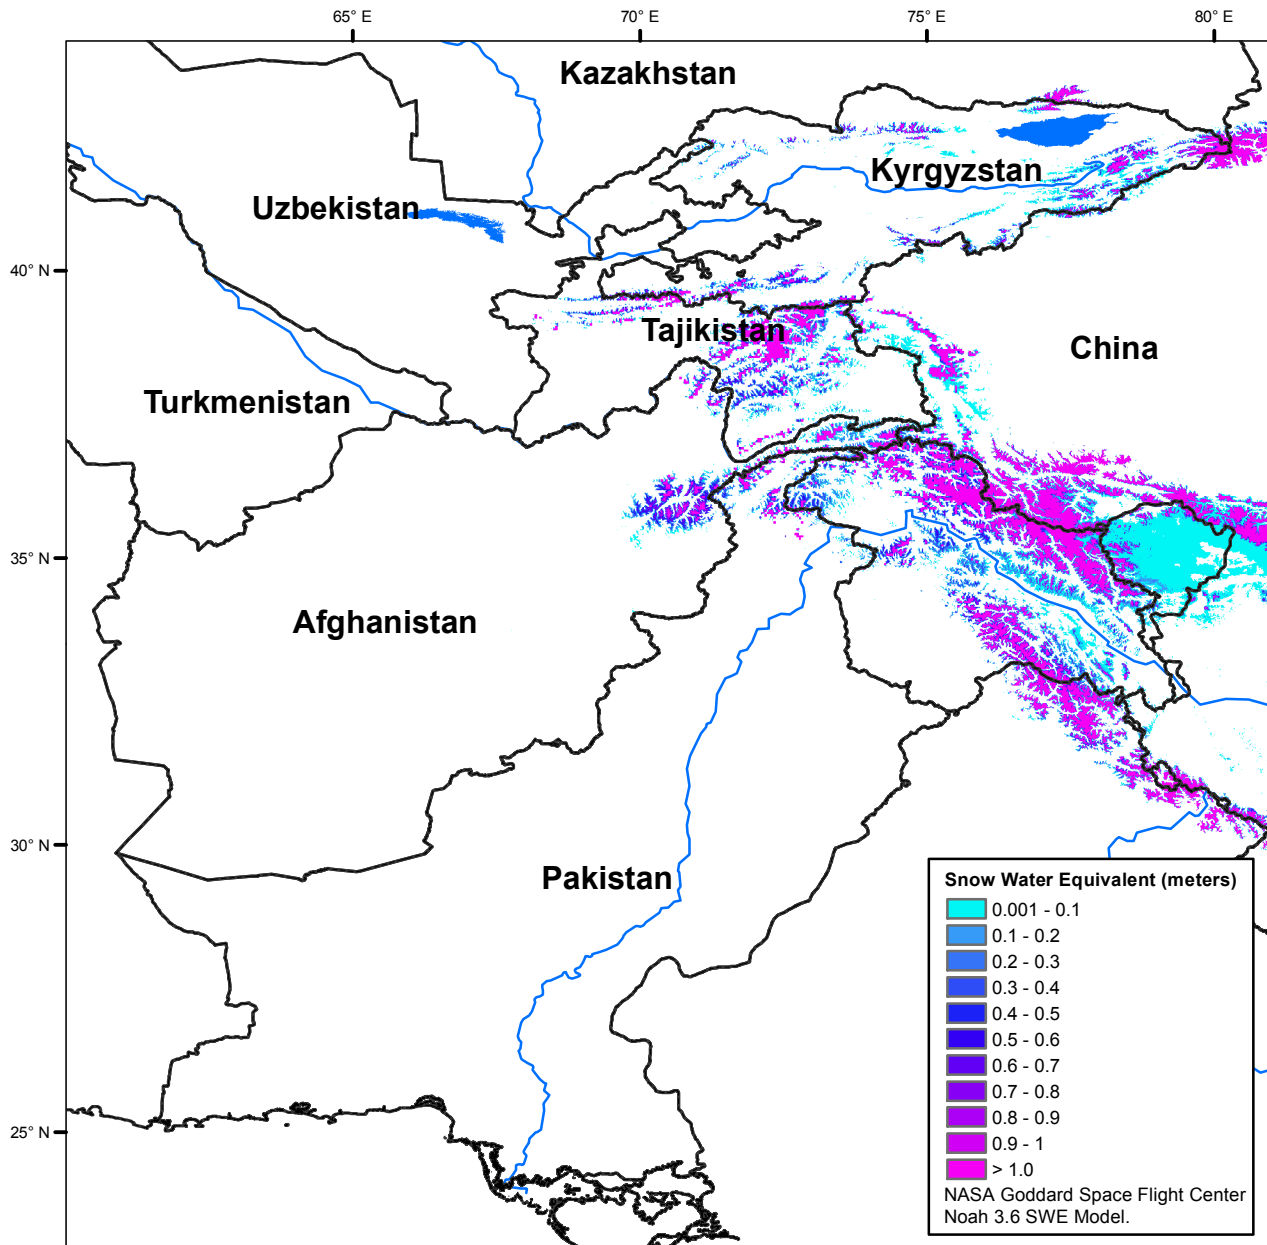 65° E
70° E
75° E
80° E
Kazakhstan
Kyrgyzstan
Uzbekistan
40° N
Tajikistan
China
Turkmenistan
35° N
Afghanistan
30° N
Pakistan
25° N
Snow Water Equivalent (meters)
0.001 - 0.1
0.1 - 0.2
0.2 - 0.3
0.3 - 0.4
0.4 - 0.5
0.5 - 0.6
0.6 - 0.7
0.7 - 0.8
0.8 - 0.9
0.9 - 1
> 1.0
NASA Goddard Space Flight Center
Noah 3.6 SWE Model.